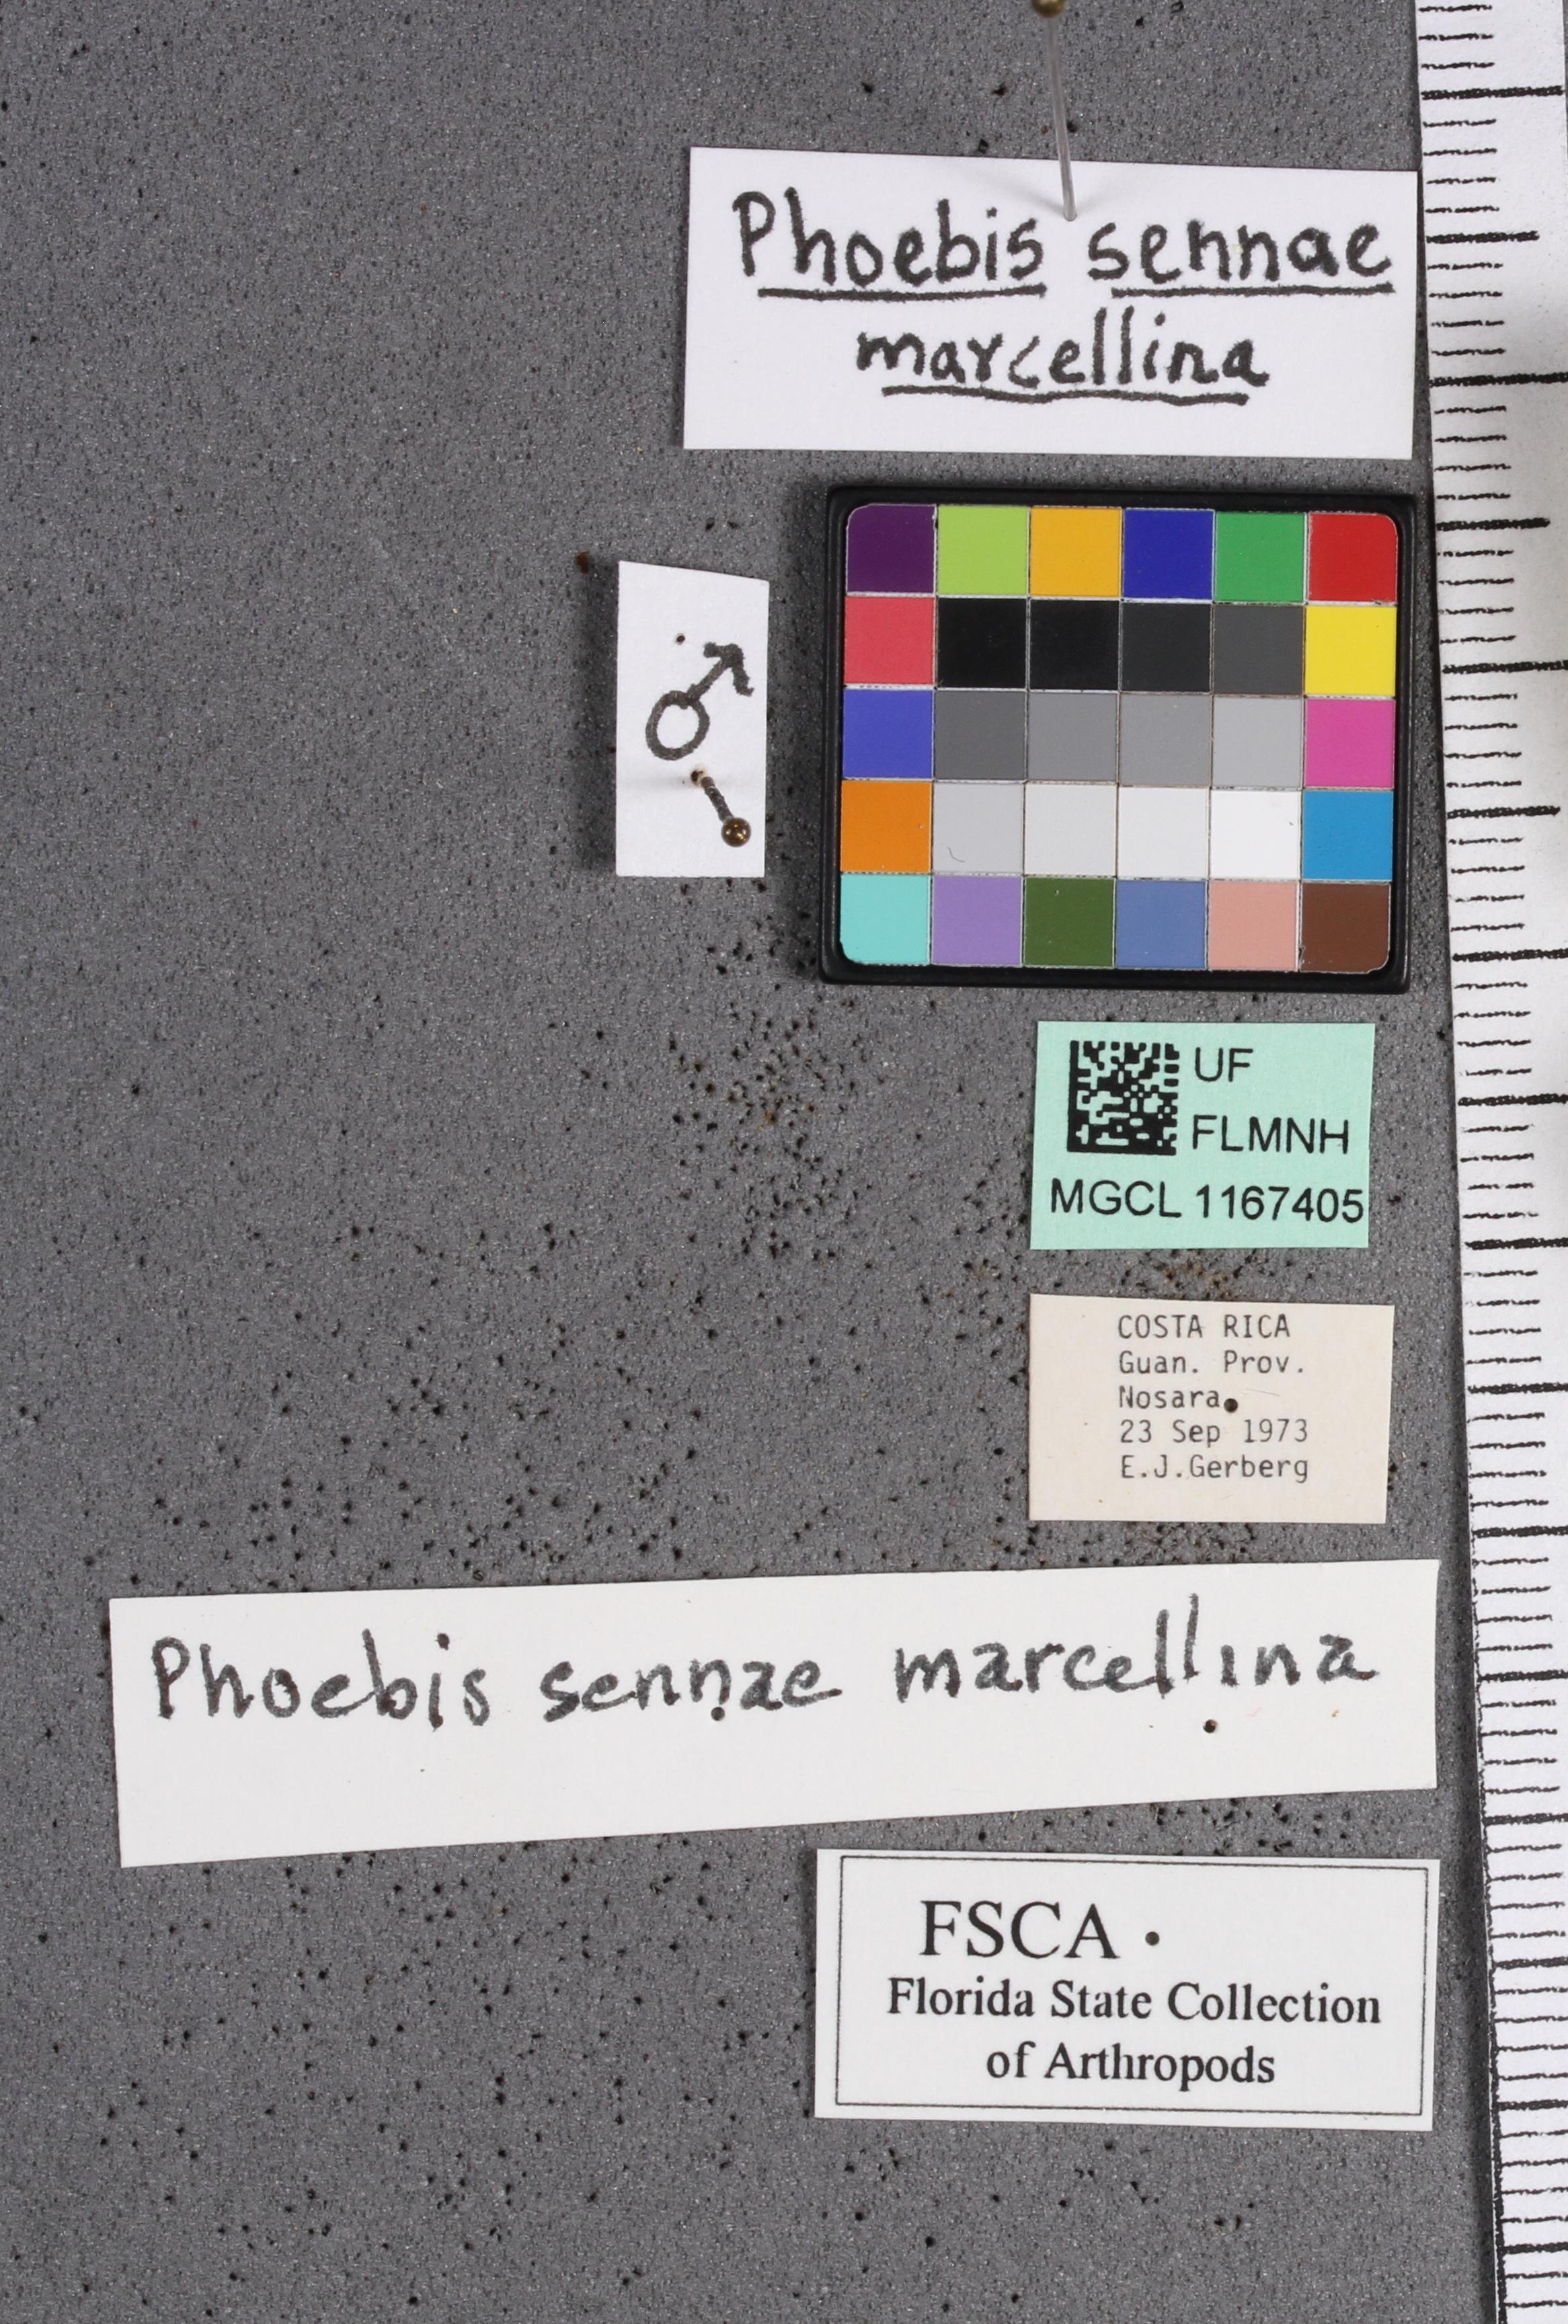 Phoebis sennae
marcellina
♂
UF
FLMNH
MGCL 1167405
COSTA RICA
Guan. Prov.
Nosara
23 Sep 1973
E.J.Gerberg
Phoebis sennae marcellina
FSCA
Florida State Collection
of Arthropods